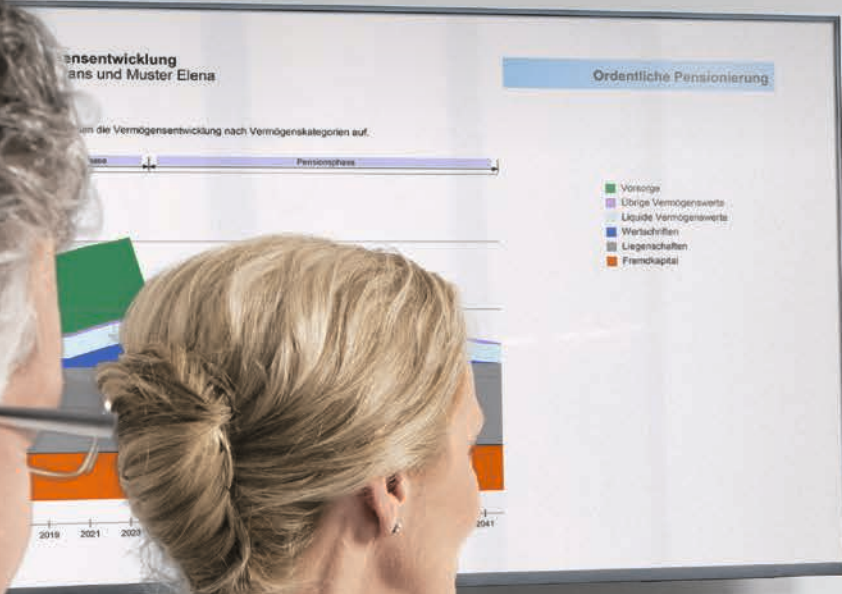 ensentwicklung
ans und Muster Elena
Ordentliche Pensionierung
die Vermögensentwicklung nach Vermögenskategorien auf.
Pensionsphase
Vorsorge
Übrige Vermögenswerte
Liquide Vermögenswerte
Wertschriften
Liegenschaften
Fremdkapital
2019 2021 2023 2041